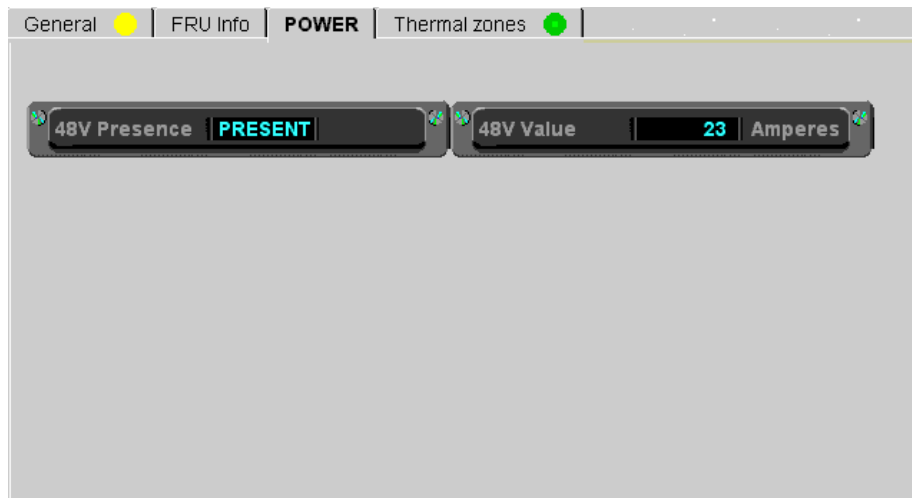 General FRU Info POWER Thermal zones
48V Presence PRESENT 48V Value 23 Amperes